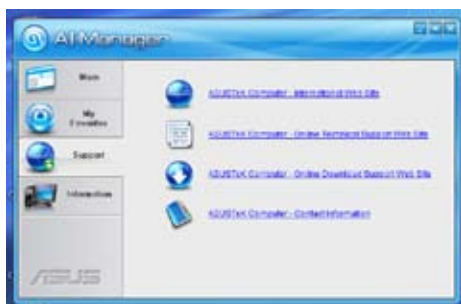 AI Manager
Main
My Favorites
Support
Information
ASUSTeK Computer - International Web Site
ASUSTeK Computer - Online Technical Support Web Site
ASUSTeK Computer - Online Download Support Web Site
ASUSTeK Computer - Contact Information
ASUS